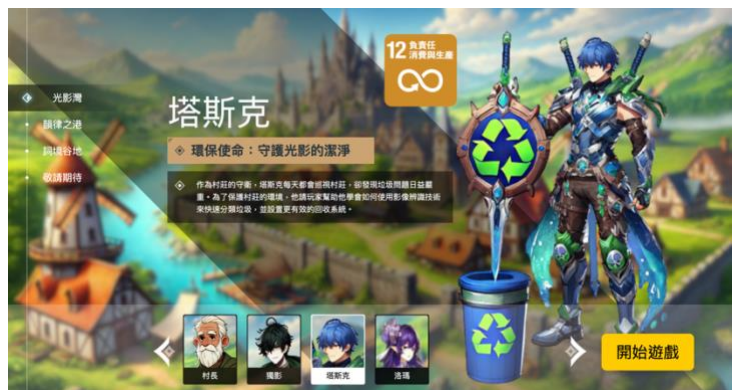 12 負責任
消費與生產
光影灣
韻律之港
詞境谷地
敬請期待
塔斯克
環保使命：守護光影的潔淨
作為村莊的守衛，塔斯克每天都會巡視村莊，卻發現垃圾問題日益嚴
重。為了保護村莊的環境，他請玩家幫助他學會如何使用影像辨識技術
來快速分類垃圾，並設置更有效的回收系統。
村長
獨影
塔斯克
洛瑪
開始遊戲